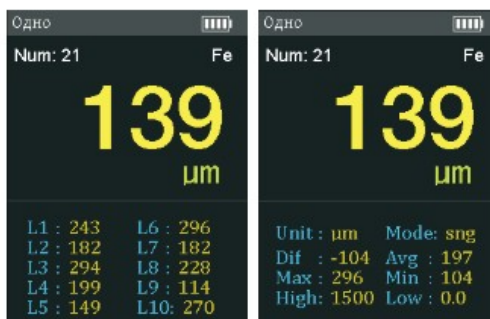 Одно
Num: 21 Fe
139
µm
L1 : 243 L6 : 296
L2 : 182 L7 : 182
L3 : 294 L8 : 228
L4 : 199 L9 : 114
L5 : 149 L10: 270
Одно
Num: 21 Fe
139
µm
Unit : µm Mode: sng
Dif : -104 Avg : 197
Max : 296 Min : 104
High: 1500 Low : 0.0